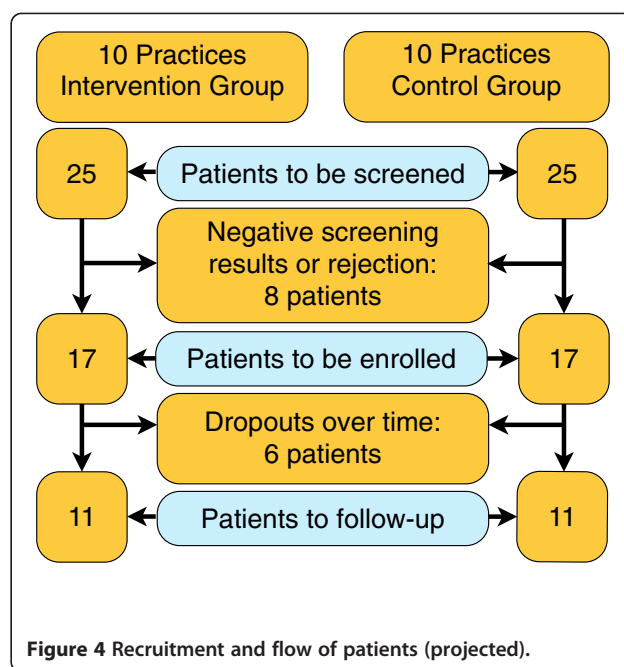 10 Practices
Intervention Group
10 Practices
Control Group
25
Patients to be screened
25
Negative screening
results or rejection:
8 patients
17
Patients to be enrolled
17
Dropouts over time:
6 patients
11
Patients to follow-up
11
Figure 4 Recruitment and flow of patients (projected).